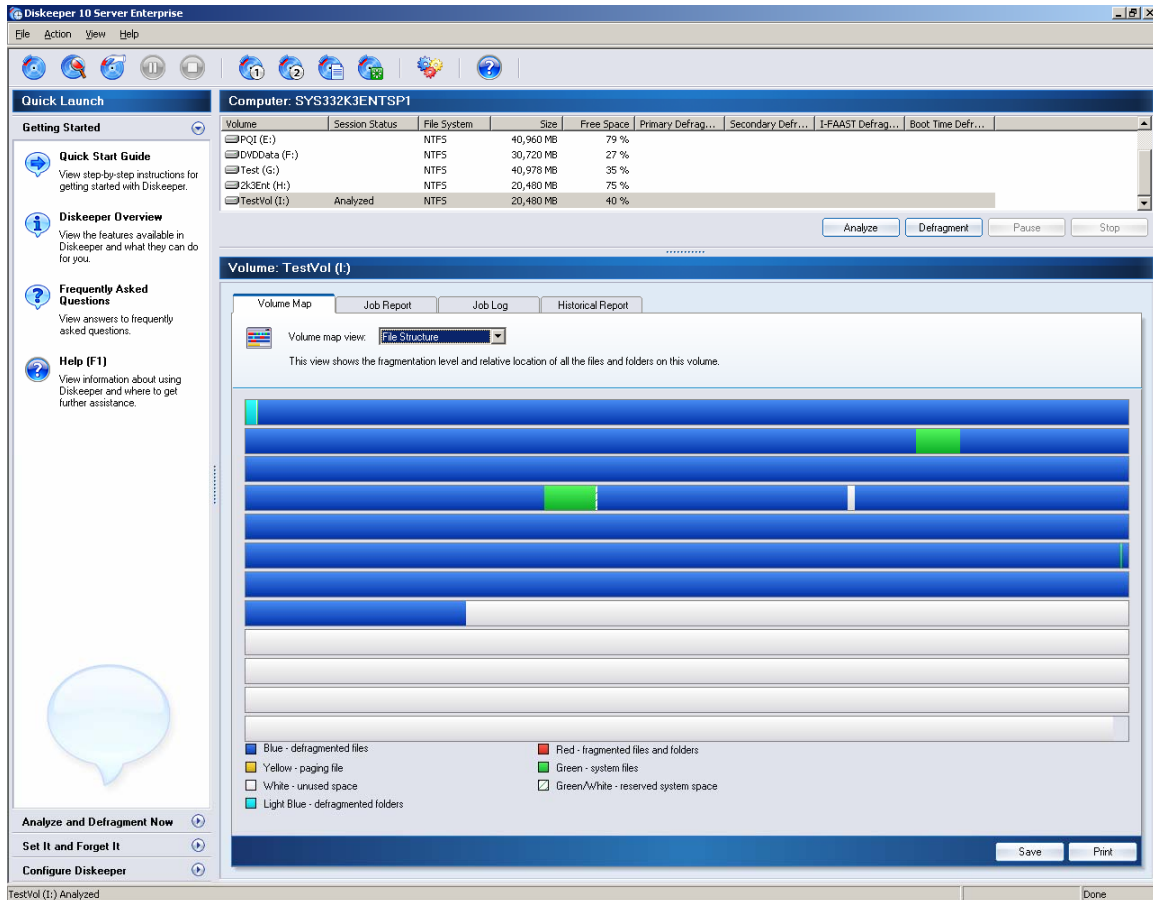 Diskeeper 10 Server Enterprise
File Action View Help
Quick Launch
Getting Started
Quick Start Guide
View step-by-step instructions for
getting started with Diskeeper.
Diskeeper Overview
View the features available in
Diskeeper and what they can do
for you.
Frequently Asked
Questions
View answers to frequently
asked questions.
Help (F1)
View information about using
Diskeeper and where to get
further assistance.
Analyze and Defragment Now
Set It and Forget It
Configure Diskeeper
Computer: SYS332K3ENTSP1
Volume Session Status File System Size Free Space Primary Defrag... Secondary Defr... I-FAAST Defrag... Boot Time Defr...
PQI (E:) NTFS 40,960 MB 79 %
DVDData (F:) NTFS 30,720 MB 27 %
Test (G:) NTFS 40,978 MB 35 %
2k3Ent (H:) NTFS 20,480 MB 75 %
TestVol (I:) Analyzed NTFS 20,480 MB 40 %
Analyze Defragment Pause Stop
Volume: TestVol (I:)
Volume Map Job Report Job Log Historical Report
Volume map view: File Structure
This view shows the fragmentation level and relative location of all the files and folders on this volume.
Blue - defragmented files
Yellow - paging file
White - unused space
Light Blue - defragmented folders
Red - fragmented files and folders
Green - system files
Green/White - reserved system space
Save Print
TestVol (I:) Analyzed Done